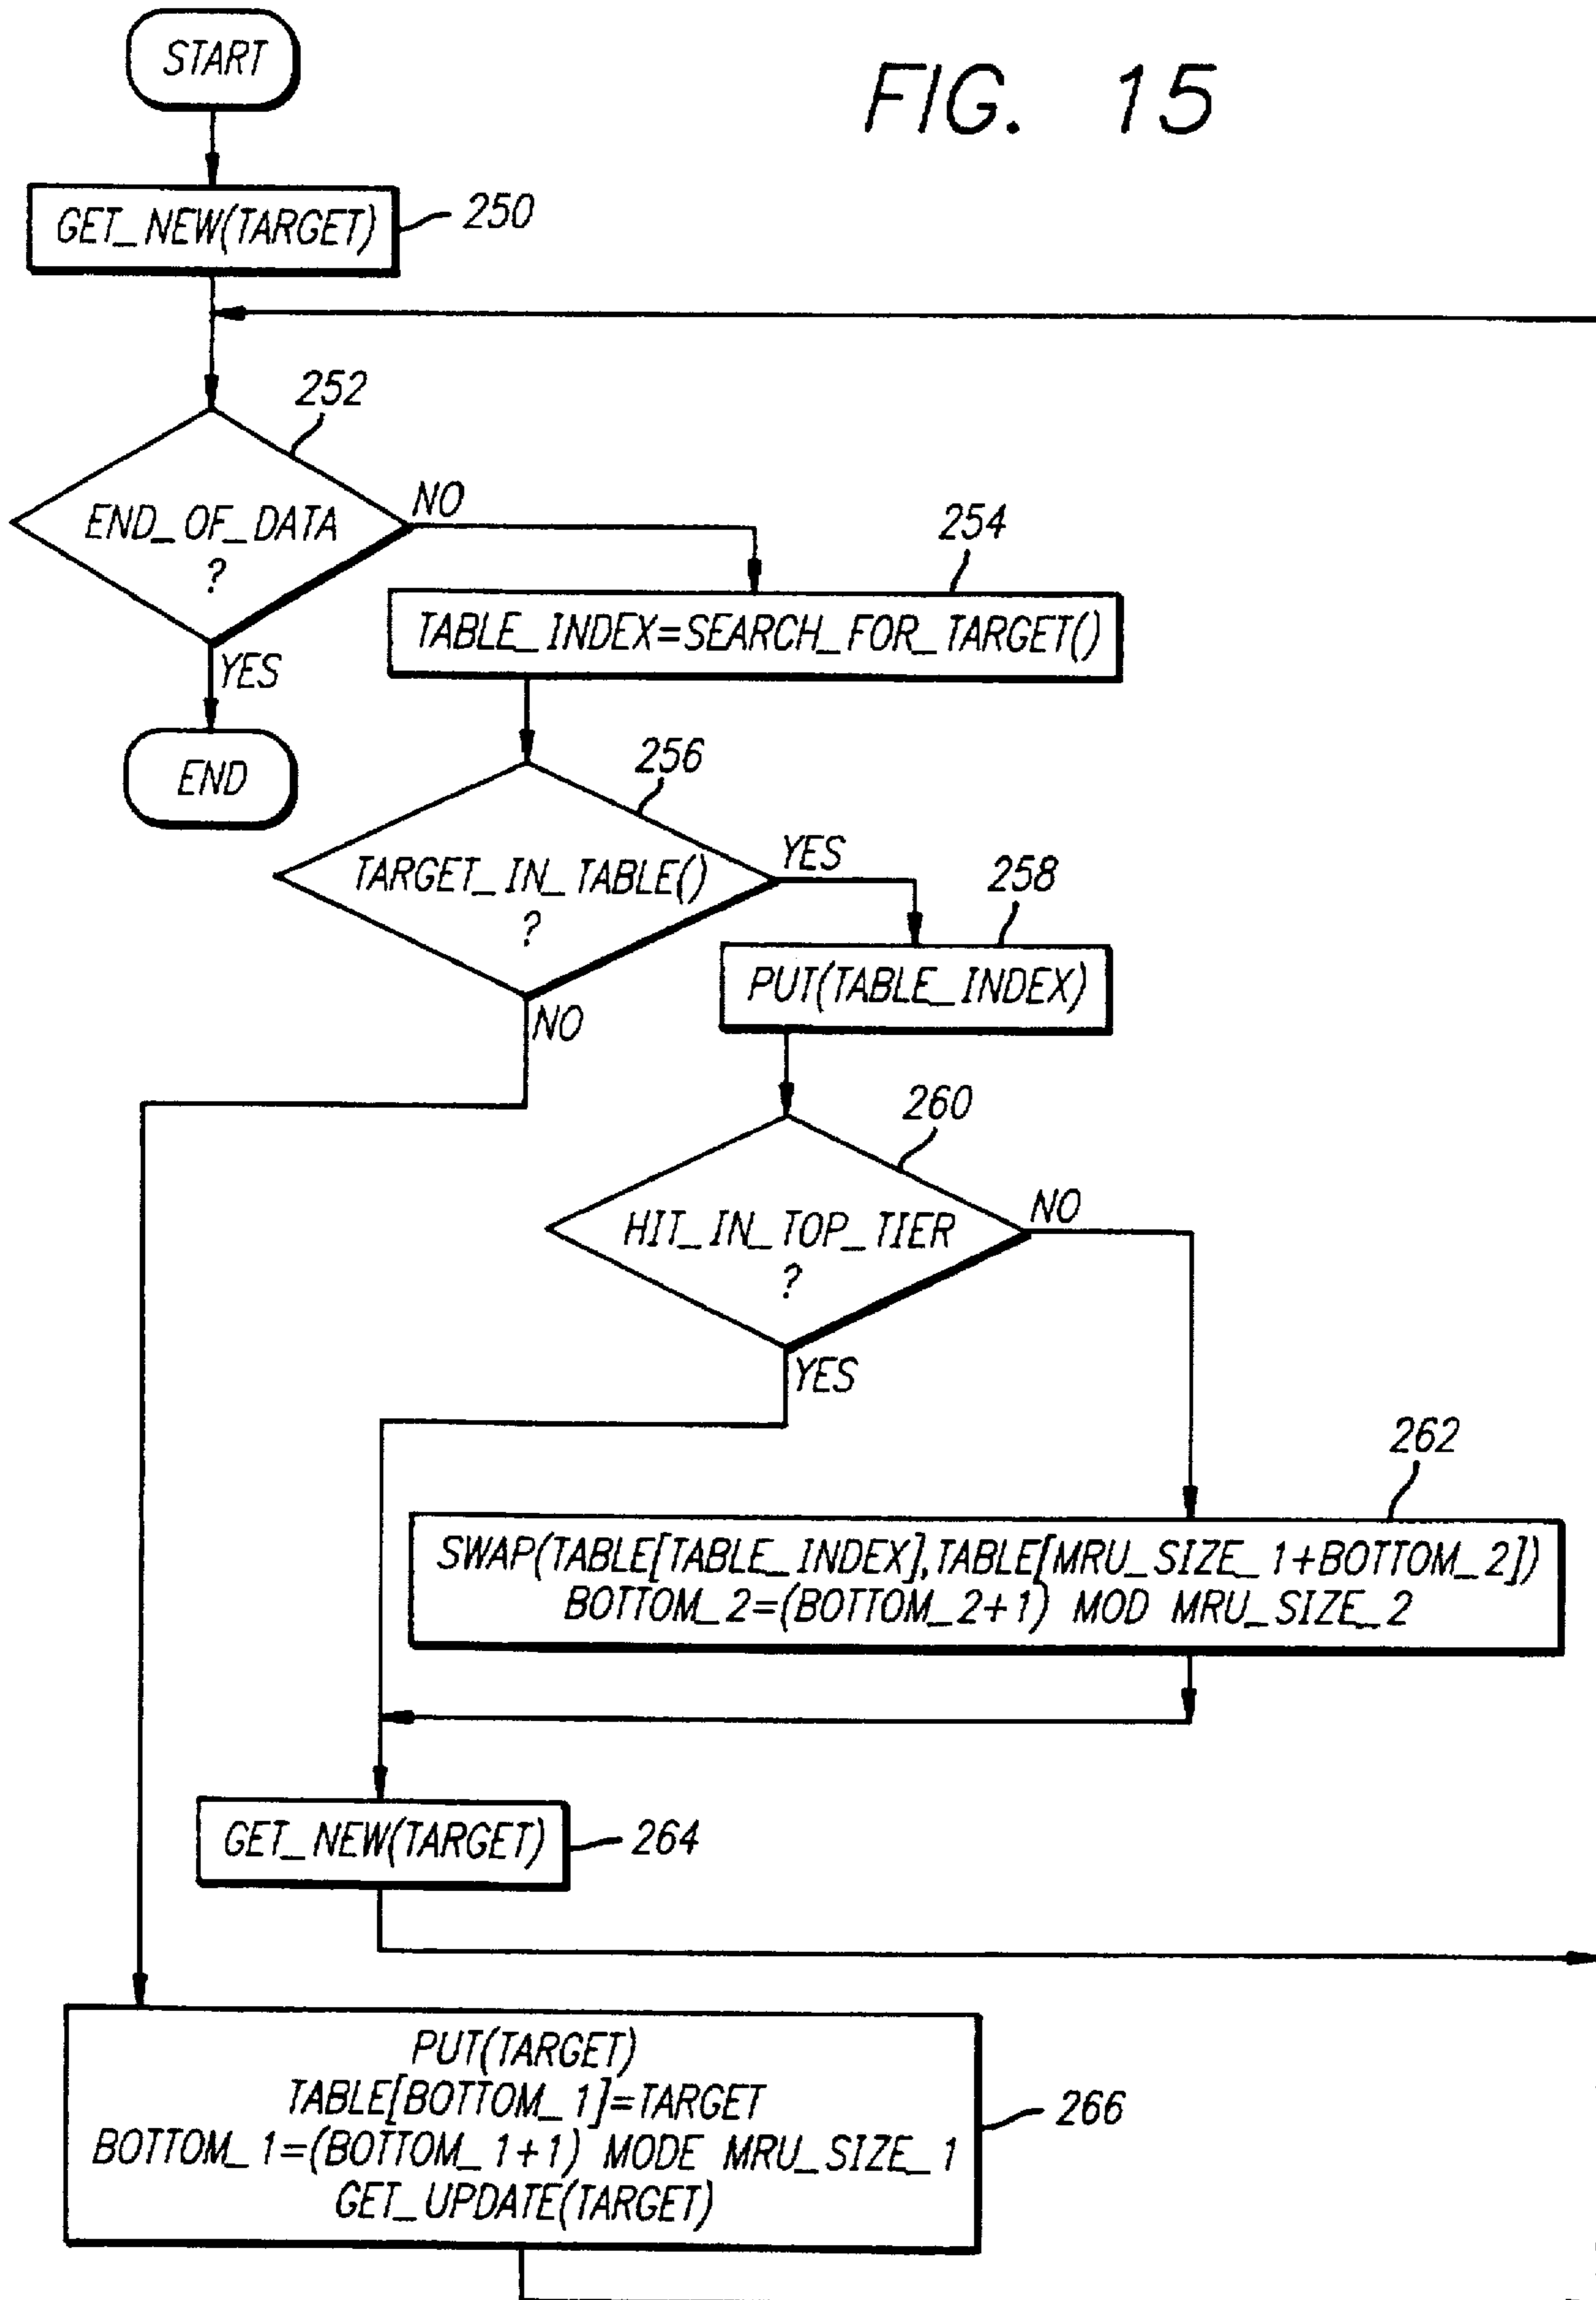 START
FIG. 15
GET_NEW(TARGET)
250
252
END_OF_DATA
?
NO
YES
254
TABLE_INDEX=SEARCH_FOR_TARGET()
END
256
TARGET_IN_TABLE()
?
YES
NO
258
PUT(TABLE_INDEX)
260
HIT_IN_TOP_TIER
?
NO
YES
262
SWAP(TABLE[TABLE_INDEX],TABLE[MRU_SIZE_1+BOTTOM_2])
BOTTOM_2=(BOTTOM_2+1) MOD MRU_SIZE_2
GET_NEW(TARGET)
264
PUT(TARGET)
TABLE[BOTTOM_1]=TARGET
BOTTOM_1=(BOTTOM_1+1) MODE MRU_SIZE_1
GET_UPDATE(TARGET)
266